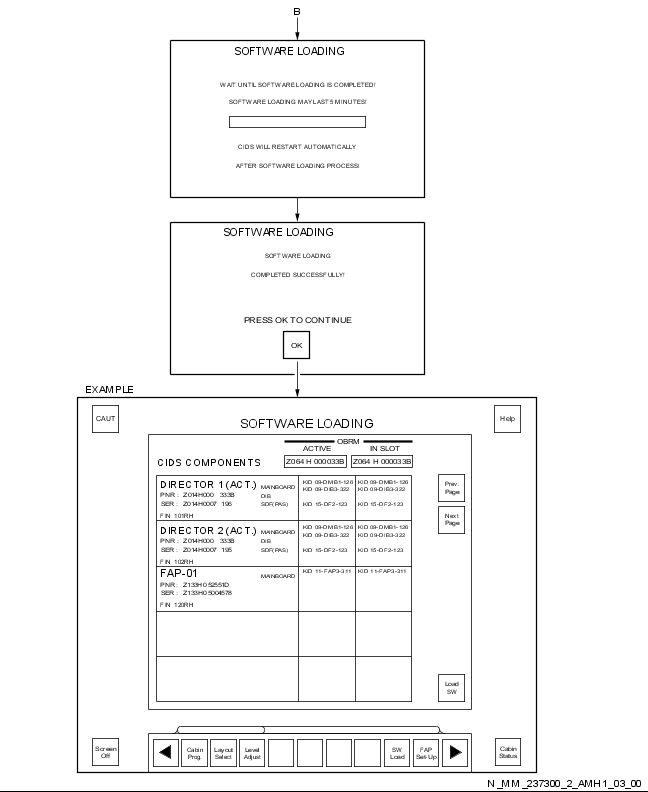 B
SOFTWARE LOADING
WAIT UNTIL SOFTWARE LOADING IS COMPLETED!
SOFTWARE LOADING MAY LAST 5 MINUTES!
CIDS WILL RESTART AUTOMATICALLY
AFTER SOFTWARE LOADING PROCESS!
SOFTWARE LOADING
SOFTWARE LOADING
COMPLETED SUCCESSFULLY!
PRESS OK TO CONTINUE
OK
EXAMPLE
CAUT
SOFTWARE LOADING
Help
OBRM
ACTIVE IN SLOT
CIDS COMPONENTS Z064 H 000033B Z064 H 000033B
DIRECTOR 1 (ACT.) MAINBOARD KID 09-DMB1-126 KID 09-DMB1-126
PNR : Z014H000 333B DIB KID 09-DIB3-322 KID 09-DIB3-322
SER : Z014H0007 196 SDF(PAS) KID 15-DF2-123 KID 15-DF2-123
FIN 101RH
Prev. Page
Next Page
DIRECTOR 2 (ACT.) MAINBOARD KID 09-DMB1-126 KID 09-DMB1-126
PNR : Z014H000 333B DIB KID 09-DIB3-322 KID 09-DIB3-322
SER : Z014H0007 195 SDF(PAS) KID 15-DF2-123 KID 15-DF2-123
FIN 102RH
FAP-01 MAINBOARD KID 11-FAP3-311 KID 11-FAP3-311
PNR : Z133H052551D
SER : Z133H05004578
FIN 120RH
Load SW
Screen Off
Cabin Prog.
Layout Select
Level Adjust
SW Load
FAP Set-Up
Cabin Status
N_MM_237300_2_AMH1_03_00